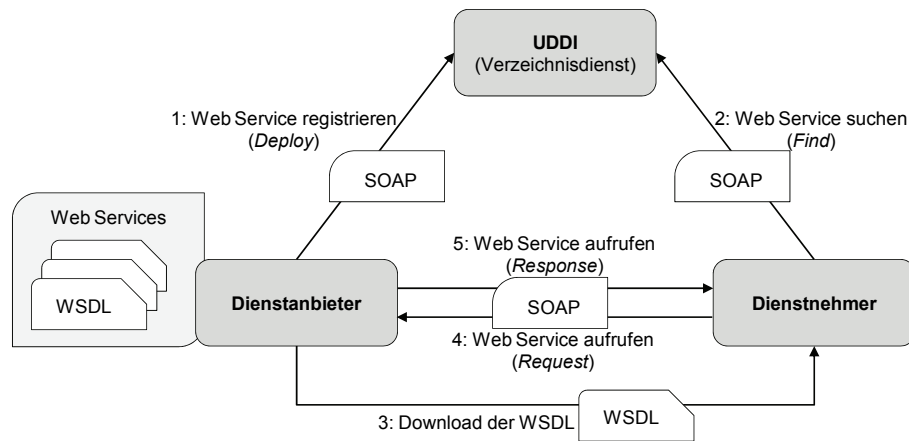 UDDI
(Verzeichnisdienst)
1: Web Service registrieren
(Deploy)
2: Web Service suchen
(Find)
SOAP
SOAP
Web Services
WSDL
Dienstanbieter
5: Web Service aufrufen
(Response)
SOAP
4: Web Service aufrufen
(Request)
Dienstnehmer
3: Download der WSDL
WSDL